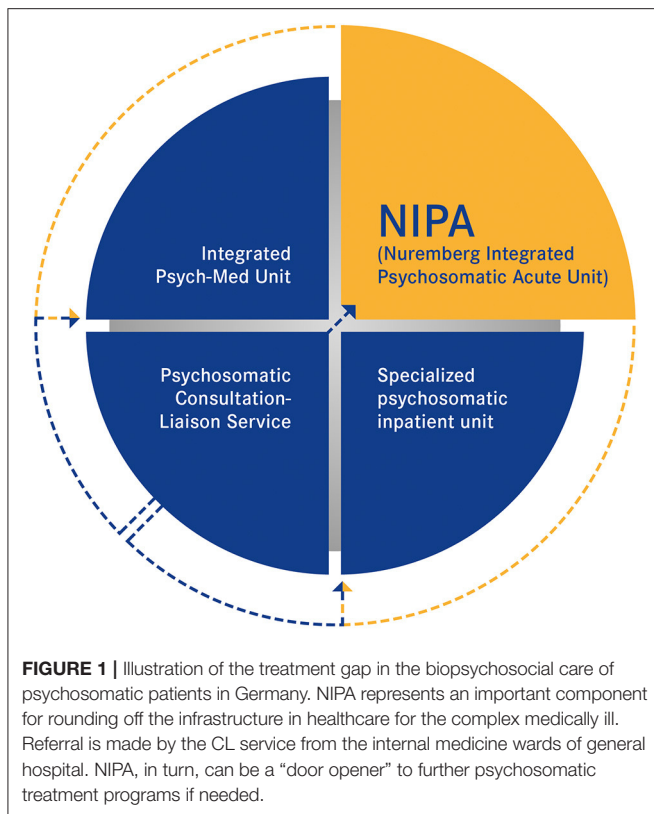 Integrated
Psych-Med Unit
NIPA
(Nuremberg Integrated
Psychosomatic Acute Unit)
Psychosomatic
Consultation-
Liaison Service
Specialized
psychosomatic
inpatient unit
FIGURE 1 | Illustration of the treatment gap in the biopsychosocial care of
psychosomatic patients in Germany. NIPA represents an important component
for rounding off the infrastructure in healthcare for the complex medically ill.
Referral is made by the CL service from the internal medicine wards of general
hospital. NIPA, in turn, can be a “door opener” to further psychosomatic
treatment programs if needed.